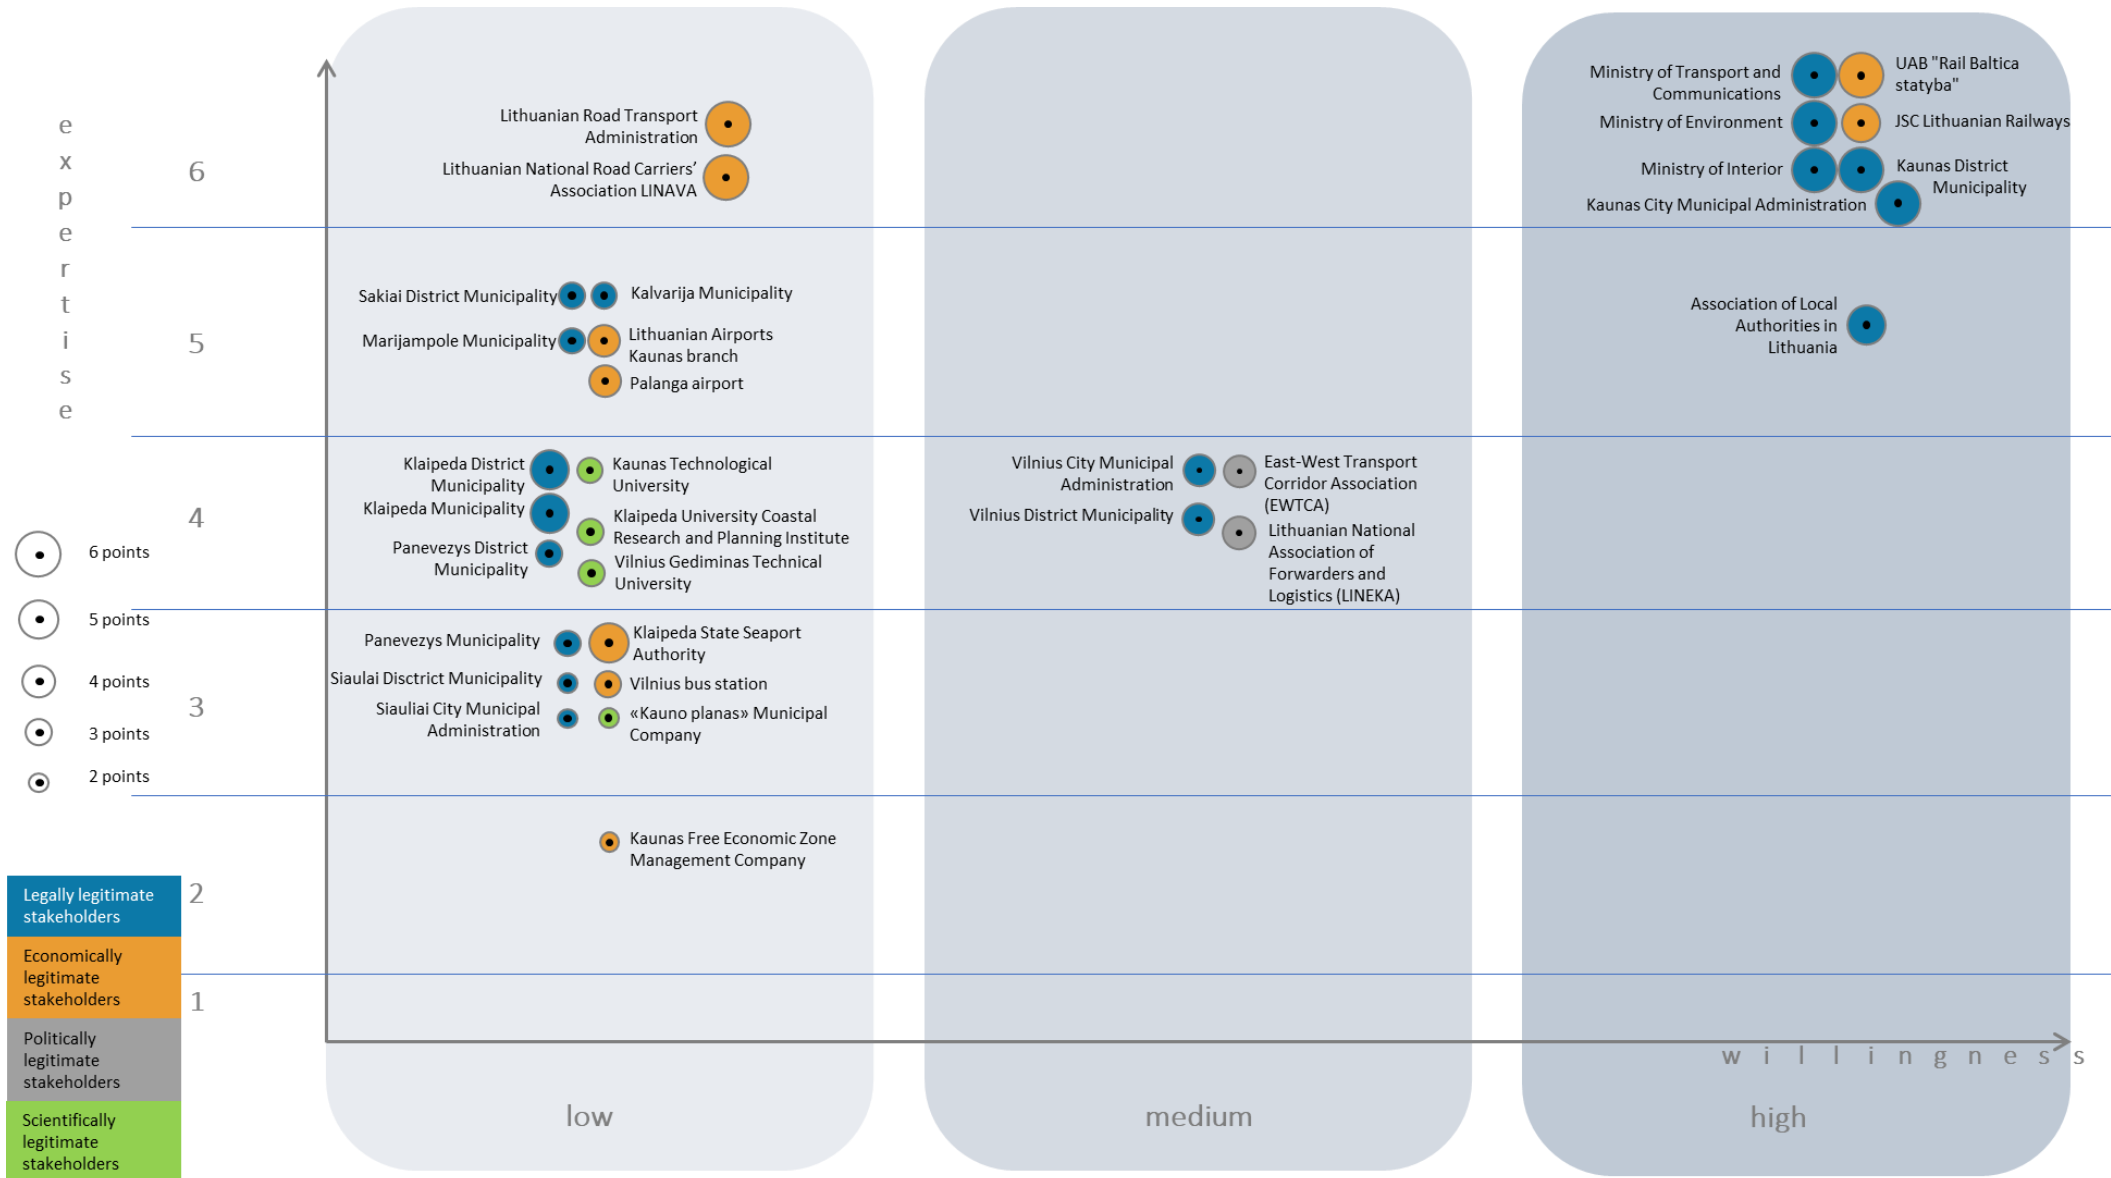 e
x
p
e
r
t
i
s
e
6
5
4
3
2
1
Lithuanian Road Transport
Administration
Lithuanian National Road Carriers’
Association LINAVA
Ministry of Transport and
Communications
UAB "Rail Baltica
statyba"
Ministry of Environment
JSC Lithuanian Railways
Ministry of Interior
Kaunas District
Municipality
Kaunas City Municipal Administration
Sakiai District Municipality
Kalvarija Municipality
Marijampole Municipality
Lithuanian Airports
Kaunas branch
Palanga airport
Association of Local
Authorities in
Lithuania
Klaipeda District
Municipality
Kaunas Technological
University
Klaipeda Municipality
Klaipeda University Coastal
Research and Planning Institute
Panevezys District
Municipality
Vilnius Gediminas Technical
University
Vilnius City Municipal
Administration
East-West Transport
Corridor Association
(EWTCA)
Vilnius District Municipality
Lithuanian National
Association of
Forwarders and
Logistics (LINEKA)
Panevezys Municipality
Klaipeda State Seaport
Authority
Siaulai Disctrict Municipality
Vilnius bus station
Siauliai City Municipal
Administration
«Kauno planas» Municipal
Company
Kaunas Free Economic Zone
Management Company
6 points
5 points
4 points
3 points
2 points
Legally legitimate
stakeholders
Economically
legitimate
stakeholders
Politically
legitimate
stakeholders
Scientifically
legitimate
stakeholders
w i l l i n g n e s s
low
medium
high